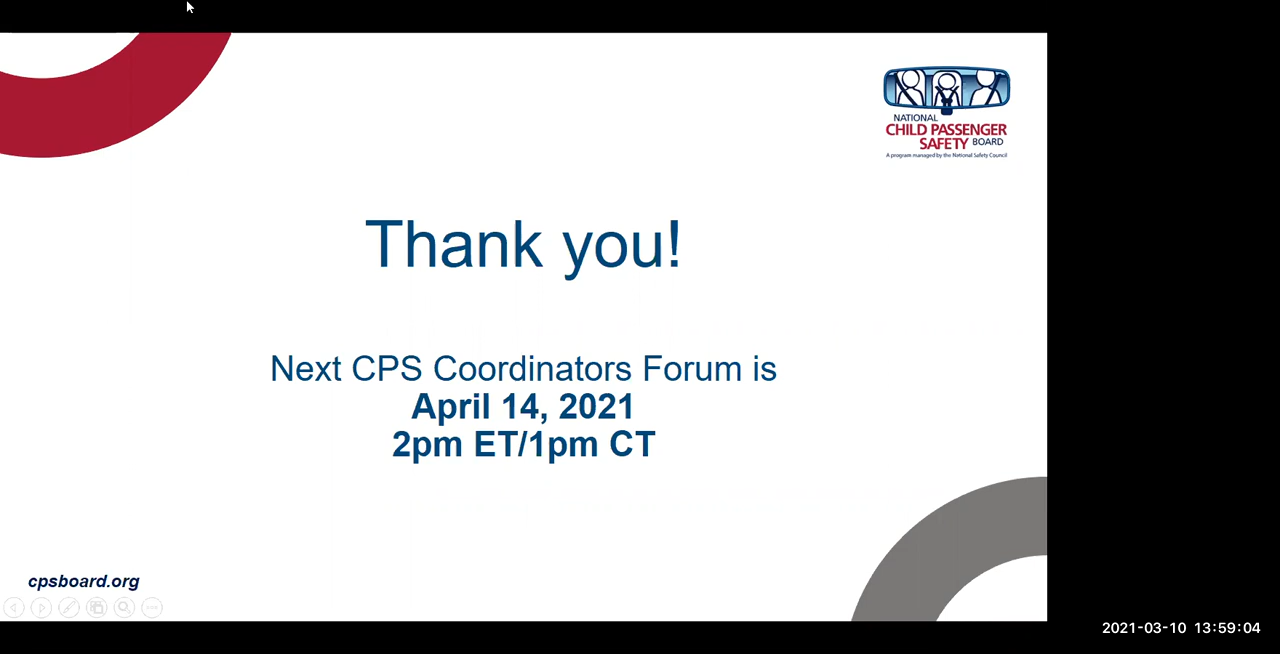 NATIONAL
CHILD PASSENGER
SAFETY BOARD
A program managed by the National Safety Council
Thank you!
Next CPS Coordinators Forum is
April 14, 2021
2pm ET/1pm CT
cpsboard.org
2021-03-10 13:59:04